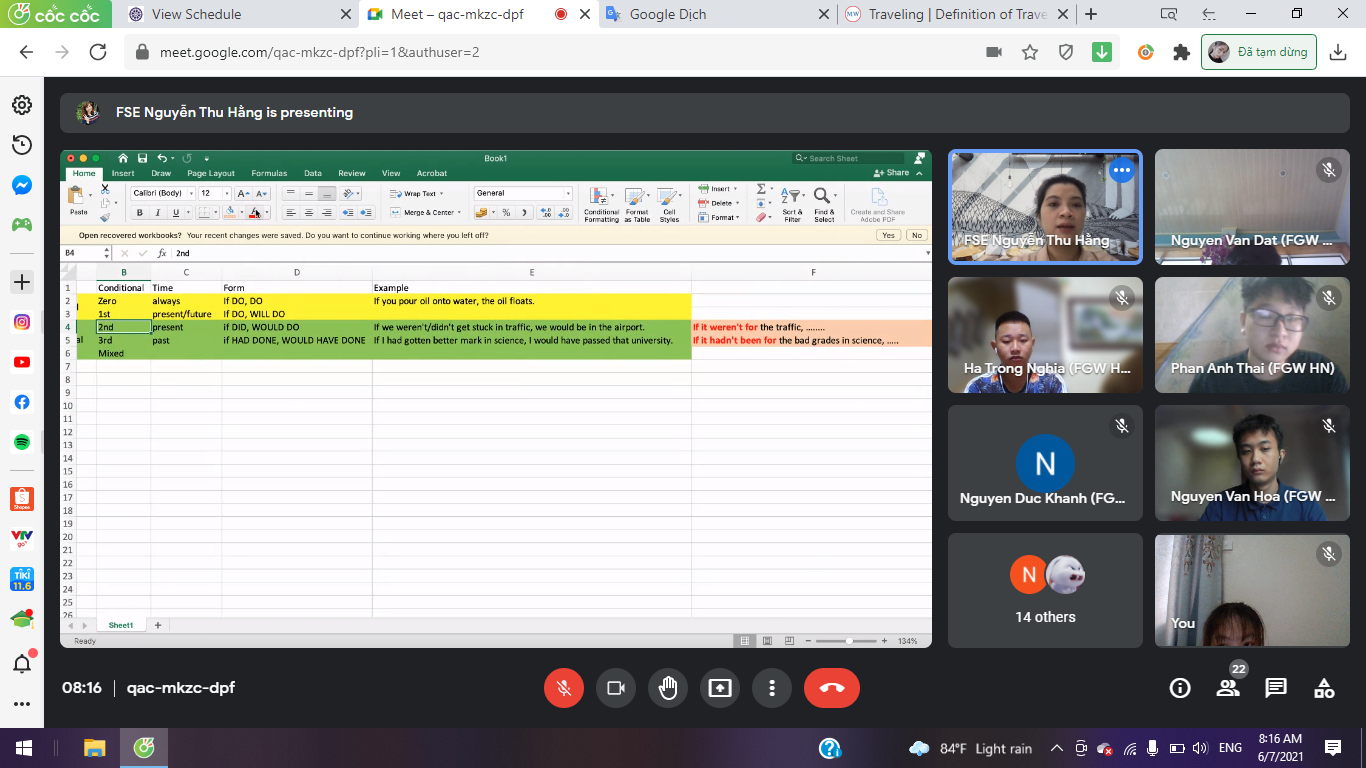 cốc cốc
View Schedule
Meet – qac-mkzc-dpf
Google Dịch
Traveling | Definition of Trave
meet.google.com/qac-mkzc-dpf?pli=1&authuser=2
Đã tạm dừng
FSE Nguyễn Thu Hằng is presenting
Book1
Search Sheet
Home Insert Draw Page Layout Formulas Data Review View Acrobat
Share
Paste
Calibri (Body) 12
Wrap Text
General
Merge & Center
Conditional Formatting
Format as Table
Cell Styles
Insert
Delete
Format
Sort & Filter
Find & Select
Create and Share Adobe PDF
Open recovered workbooks? Your recent changes were saved. Do you want to continue working where you left off?
Yes No
B4 fx 2nd
B C D E F
1 Conditional Time Form Example
2 Zero always If DO, DO If you pour oil onto water, the oil floats.
3 1st present/future If DO, WILL DO
4 2nd present if DID, WOULD DO If we weren't/didn't get stuck in traffic, we would be in the airport. If it weren't for the traffic, ........
5 al 3rd past if HAD DONE, WOULD HAVE DONE If I had gotten better mark in science, I would have passed that university. If it hadn't been for the bad grades in science, .....
6 Mixed
7
8
9
10
11
12
13
14
15
16
17
18
19
20
21
22
23
24
25
26
Sheet1
Ready
134%
FSE Nguyễn Thu Hằng
Nguyen Van Dat (FGW ...
Ha Trong Nghia (FGW H...
Phan Anh Thai (FGW HN)
N
Nguyen Duc Khanh (FG...
Nguyen Van Hoa (FGW ...
N
14 others
You
Shopee
VTV
go
TIKI
11.6
08:16 | qac-mkzc-dpf
22
84°F Light rain
ENG
8:16 AM
6/7/2021